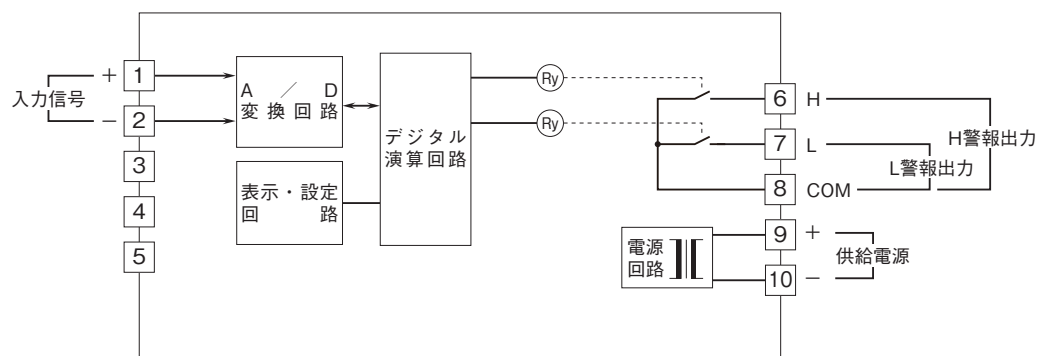 入力信号
+ 1
− 2
3
4
5
A ／ D
変換回路
表示・設定
回路
デジタル
演算回路
Ry
Ry
6 H
7 L
8 COM
H警報出力
L警報出力
電源
回路
9 +
10 −
供給電源